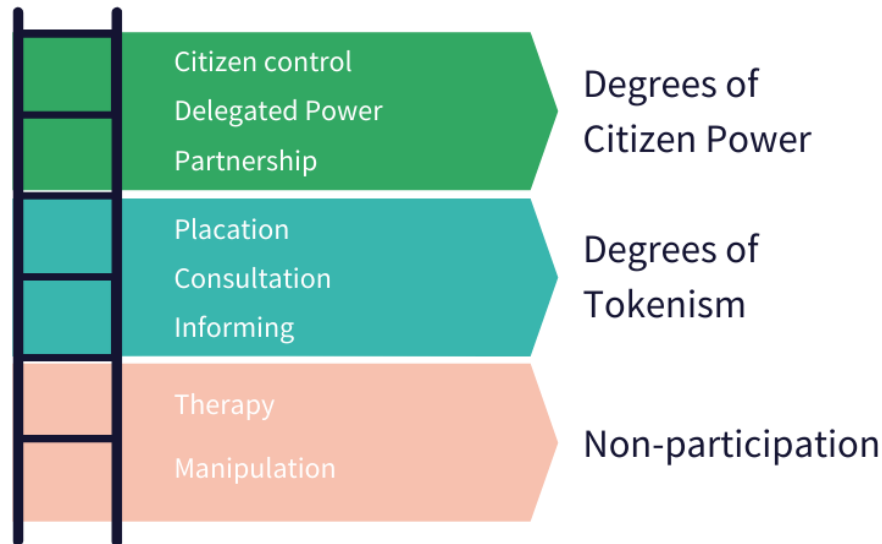 Citizen control
Delegated Power
Partnership
Degrees of
Citizen Power
Placation
Consultation
Informing
Degrees of
Tokenism
Therapy
Manipulation
Non-participation